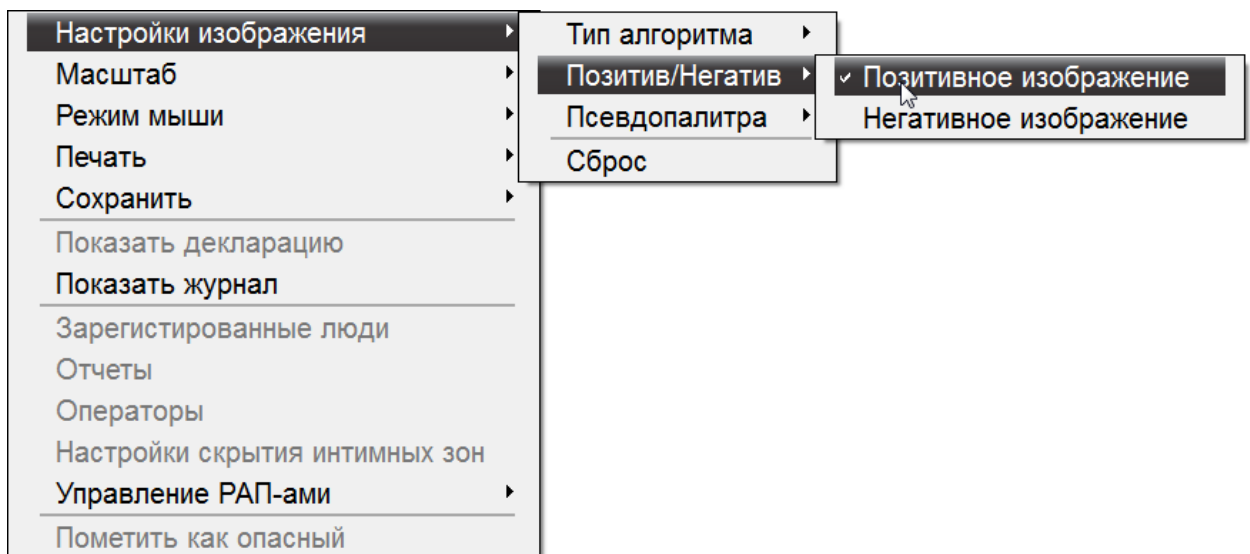 Настройки изображения
Масштаб
Режим мыши
Печать
Сохранить
Показать декларацию
Показать журнал
Зарегистированные люди
Отчеты
Операторы
Настройки скрытия интимных зон
Управление РАП-ами
Пометить как опасный
Тип алгоритма
Позитив/Негатив
Псевдопалитра
Сброс
Позитивное изображение
Негативное изображение